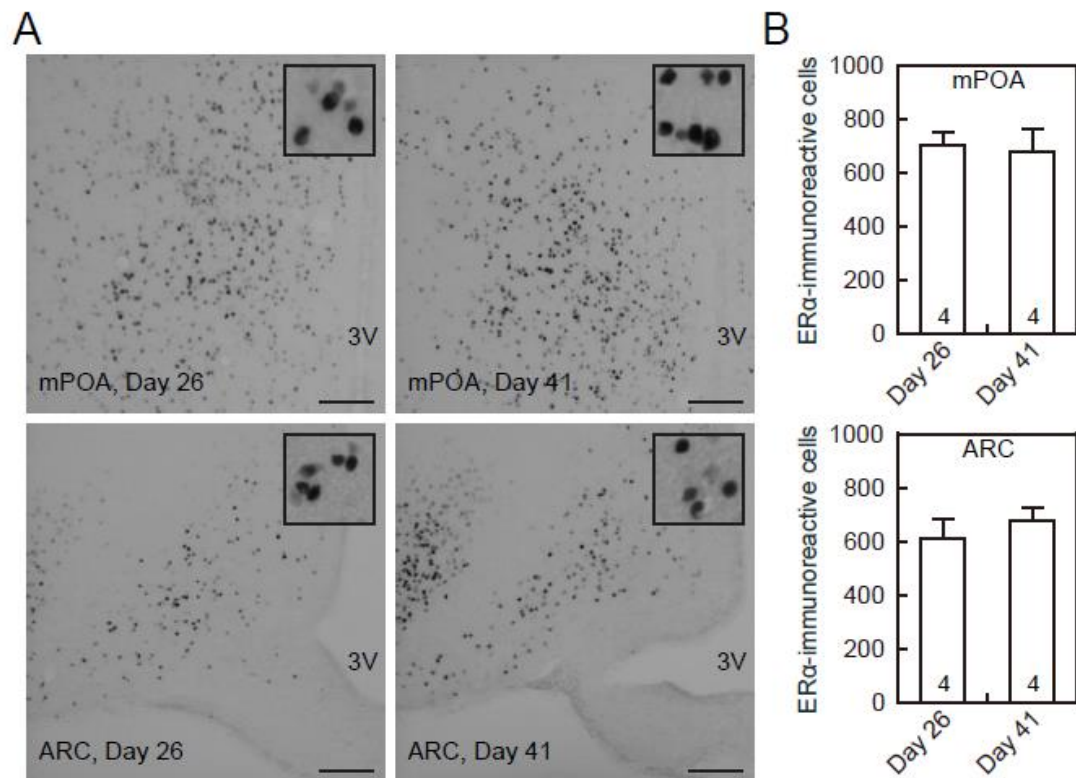 A
3V
mPOA, Day 26
3V
mPOA, Day 41
3V
ARC, Day 26
3V
ARC, Day 41
B
ERα-immunoreactive cells
1000
800
600
400
200
0
mPOA
4
4
Day 26
Day 41
ERα-immunoreactive cells
1000
800
600
400
200
0
ARC
4
4
Day 26
Day 41